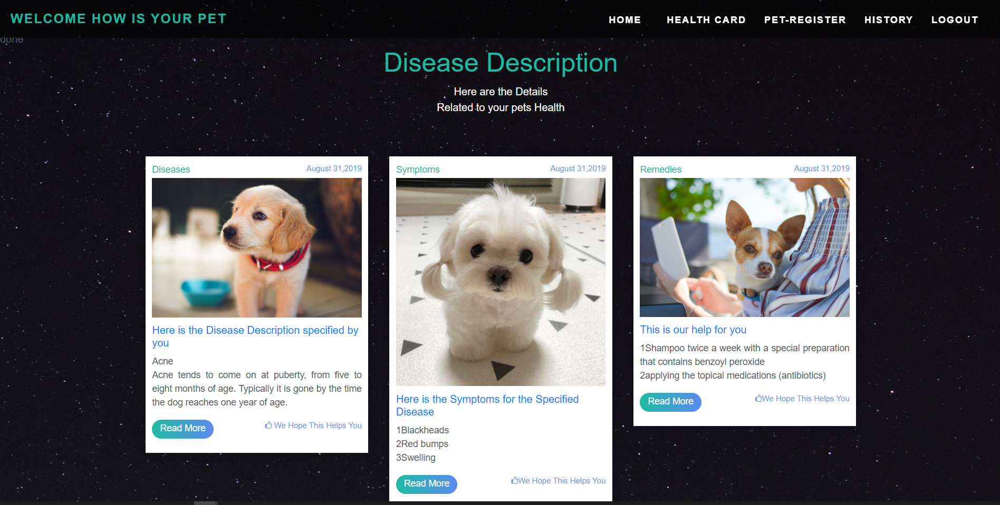 WELCOME HOW IS YOUR PET
HOME HEALTH CARD PET-REGISTER HISTORY LOGOUT
done
Disease Description
Here are the Details
Related to your pets Health
Diseases August 31,2019
Here is the Disease Description specified by
you
Acne
Acne tends to come on at puberty, from five to
eight months of age. Typically it is gone by the time
the dog reaches one year of age.
Read More We Hope This Helps You
Symptoms August 31,2019
Here is the Symptoms for the Specified
Disease
1Blackheads
2Red bumps
3Swelling
Read More We Hope This Helps You
Remedies August 31,2019
This is our help for you
1Shampoo twice a week with a special preparation
that contains benzoyl peroxide
2applying the topical medications (antibiotics)
Read More We Hope This Helps You